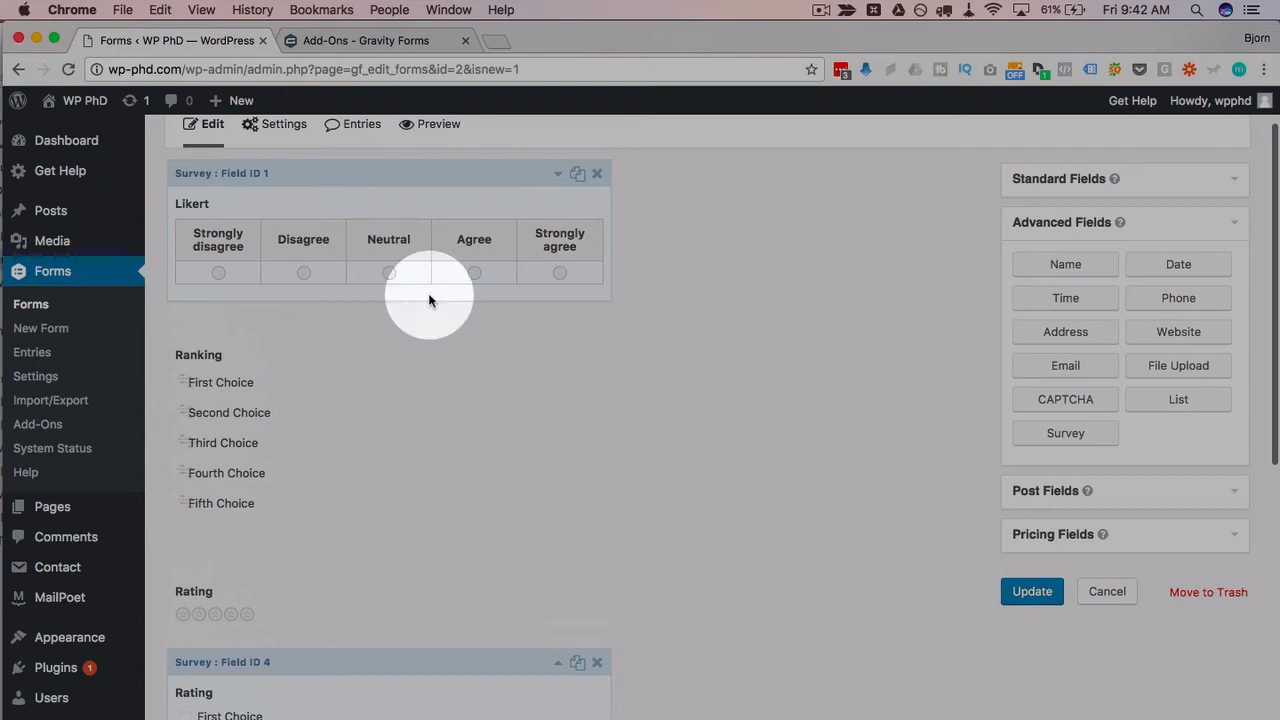 Chrome File Edit View History Bookmarks People Window Help 61% Fri 9:42 AM
Forms ‹ WP PhD — WordPress Add-Ons - Gravity Forms Bjorn
wp-phd.com/wp-admin/admin.php?page=gf_edit_forms&id=2&isnew=1 3 OFF 1
WP PhD 1 0 New Get Help Howdy, wpphd
Edit Settings Entries Preview
Dashboard
Get Help
Posts
Media
Forms
Forms
New Form
Entries
Settings
Import/Export
Add-Ons
System Status
Help
Pages
Comments
Contact
MailPoet
Appearance
Plugins 1
Users
Survey : Field ID 1
Likert
Strongly disagree Disagree Neutral Agree Strongly agree
Ranking
First Choice
Second Choice
Third Choice
Fourth Choice
Fifth Choice
Rating
Survey : Field ID 4
Rating
First Choice
Standard Fields
Advanced Fields
Name Date
Time Phone
Address Website
Email File Upload
CAPTCHA List
Survey
Post Fields
Pricing Fields
Update Cancel Move to Trash